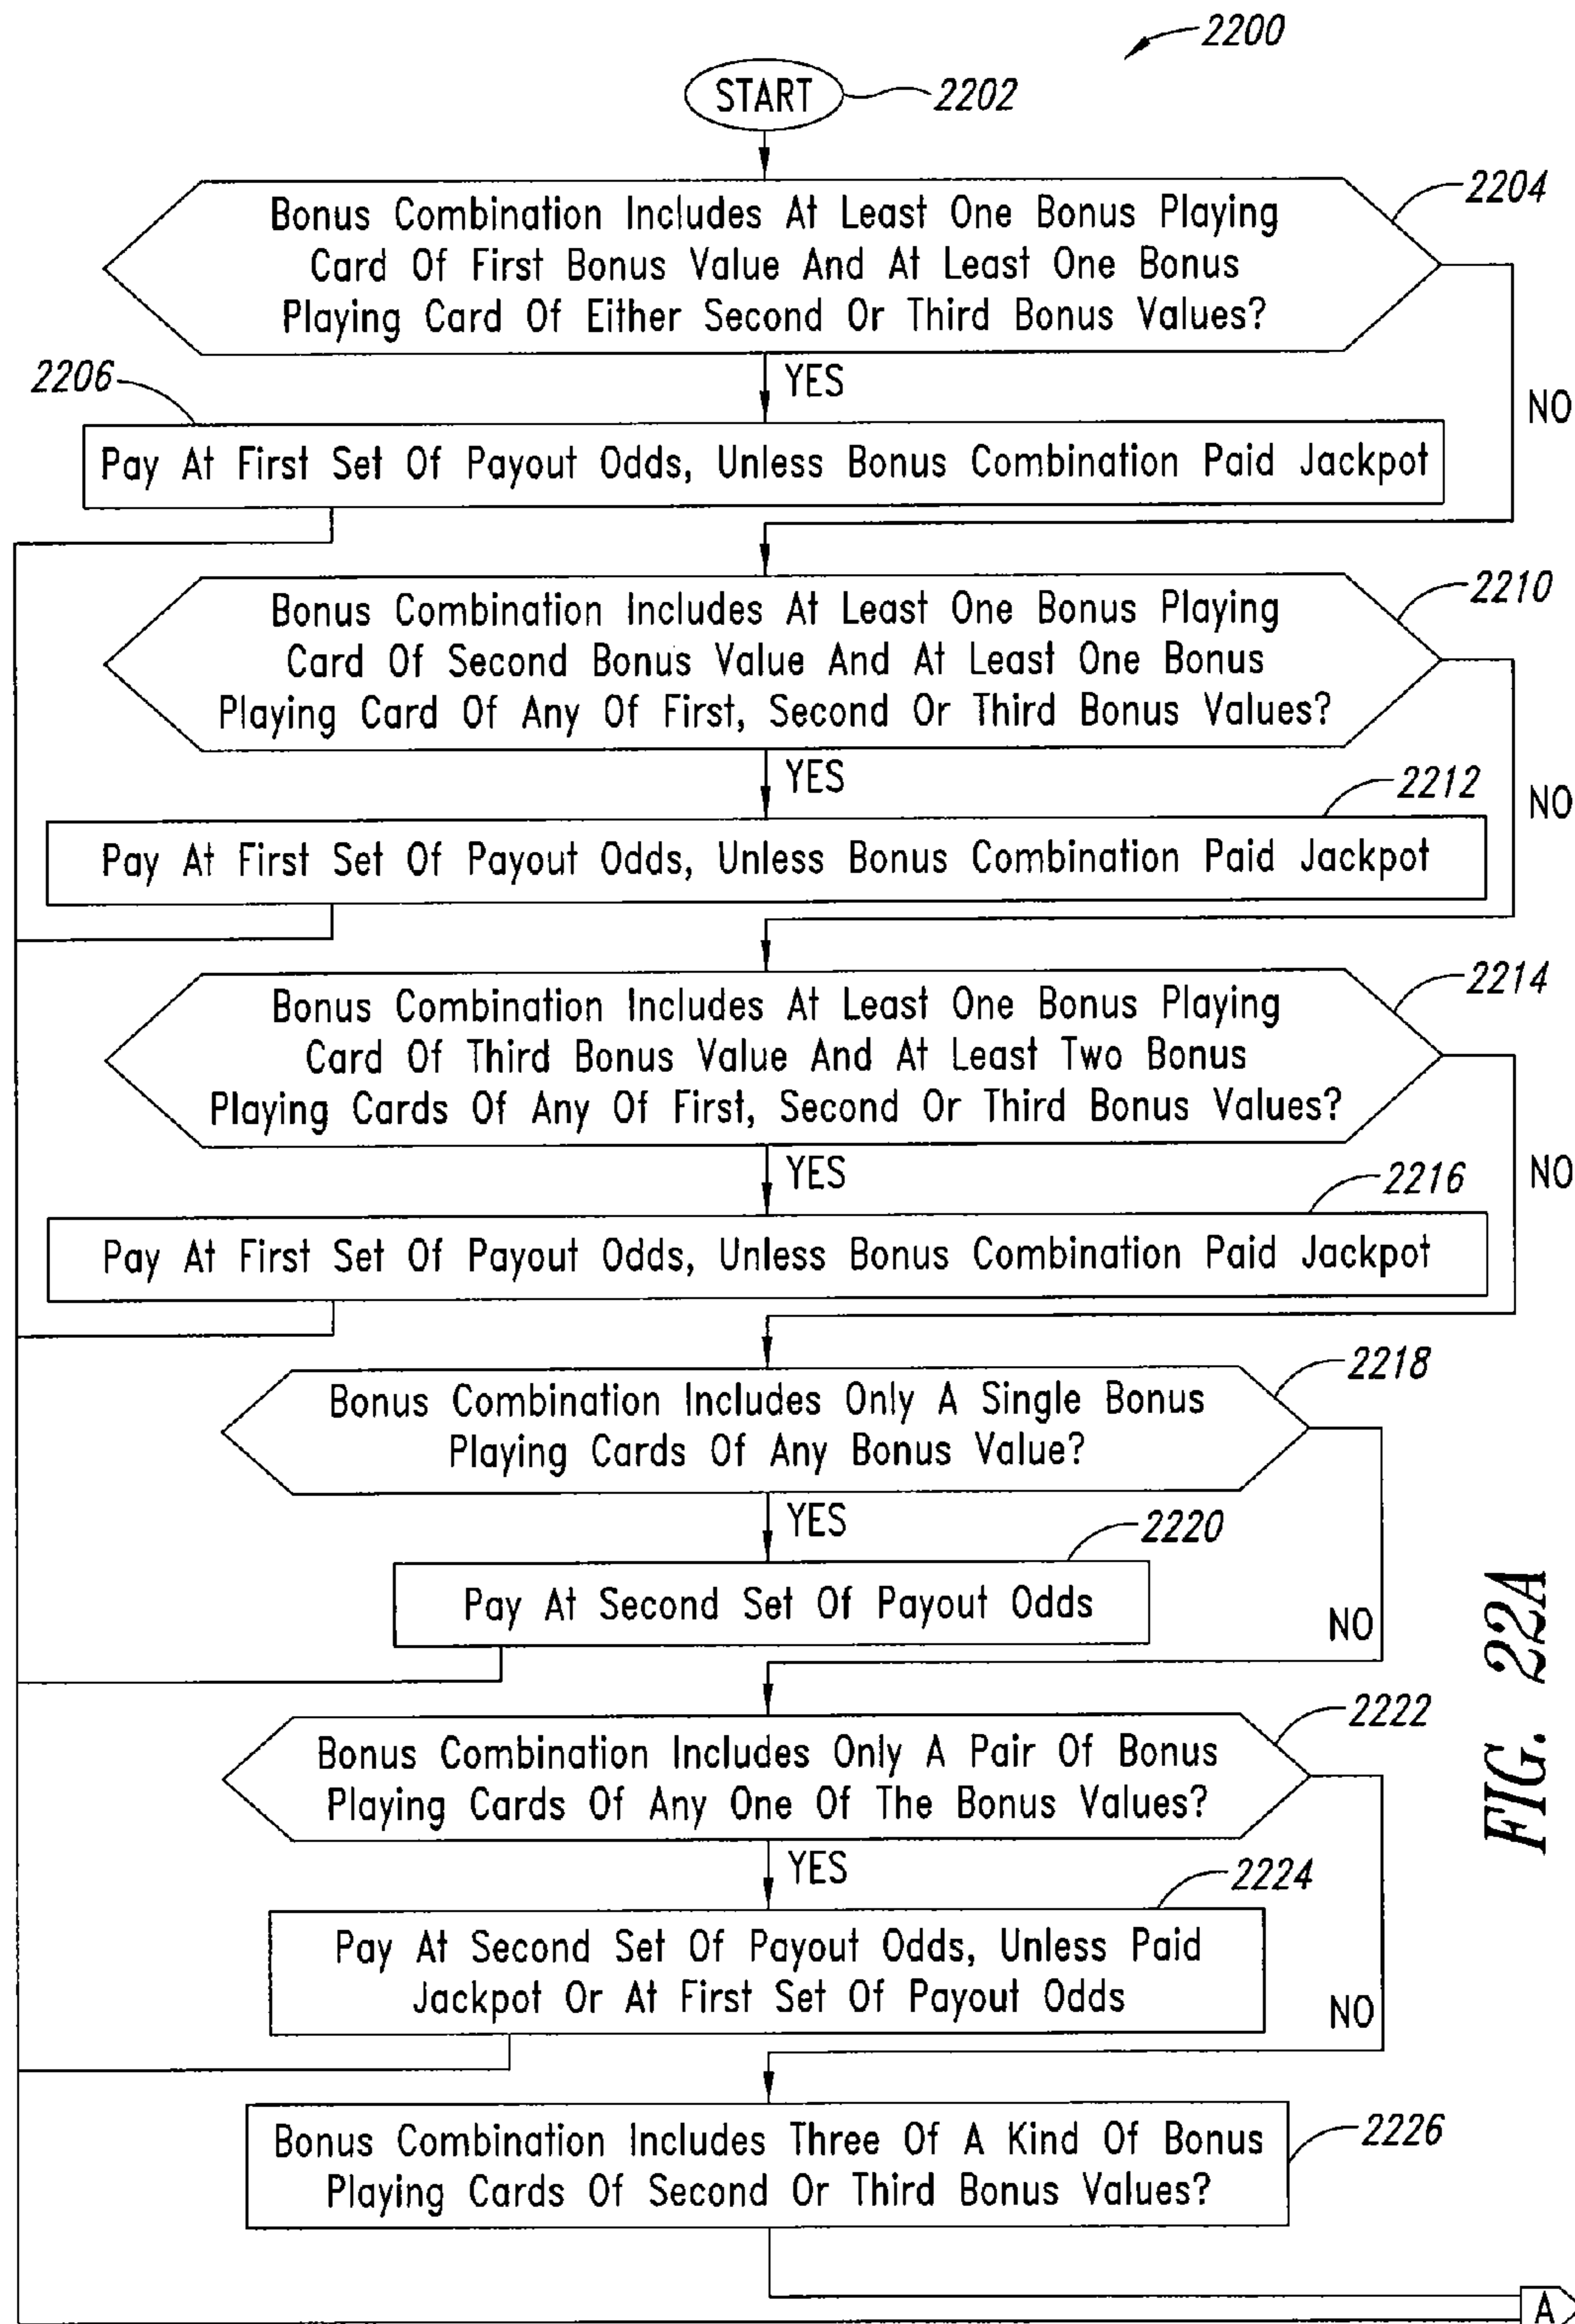 2200
START
2202
2204
Bonus Combination Includes At Least One Bonus Playing
Card Of First Bonus Value And At Least One Bonus
Playing Card Of Either Second Or Third Bonus Values?
2206
YES
NO
Pay At First Set Of Payout Odds, Unless Bonus Combination Paid Jackpot
2210
Bonus Combination Includes At Least One Bonus Playing
Card Of Second Bonus Value And At Least One Bonus
Playing Card Of Any Of First, Second Or Third Bonus Values?
YES
2212
NO
Pay At First Set Of Payout Odds, Unless Bonus Combination Paid Jackpot
2214
Bonus Combination Includes At Least One Bonus Playing
Card Of Third Bonus Value And At Least Two Bonus
Playing Cards Of Any Of First, Second Or Third Bonus Values?
YES
2216
NO
Pay At First Set Of Payout Odds, Unless Bonus Combination Paid Jackpot
2218
Bonus Combination Includes Only A Single Bonus
Playing Cards Of Any Bonus Value?
YES
2220
Pay At Second Set Of Payout Odds
NO
2222
Bonus Combination Includes Only A Pair Of Bonus
Playing Cards Of Any One Of The Bonus Values?
YES
2224
Pay At Second Set Of Payout Odds, Unless Paid
Jackpot Or At First Set Of Payout Odds
NO
2226
Bonus Combination Includes Three Of A Kind Of Bonus
Playing Cards Of Second Or Third Bonus Values?
A
FIG. 22A